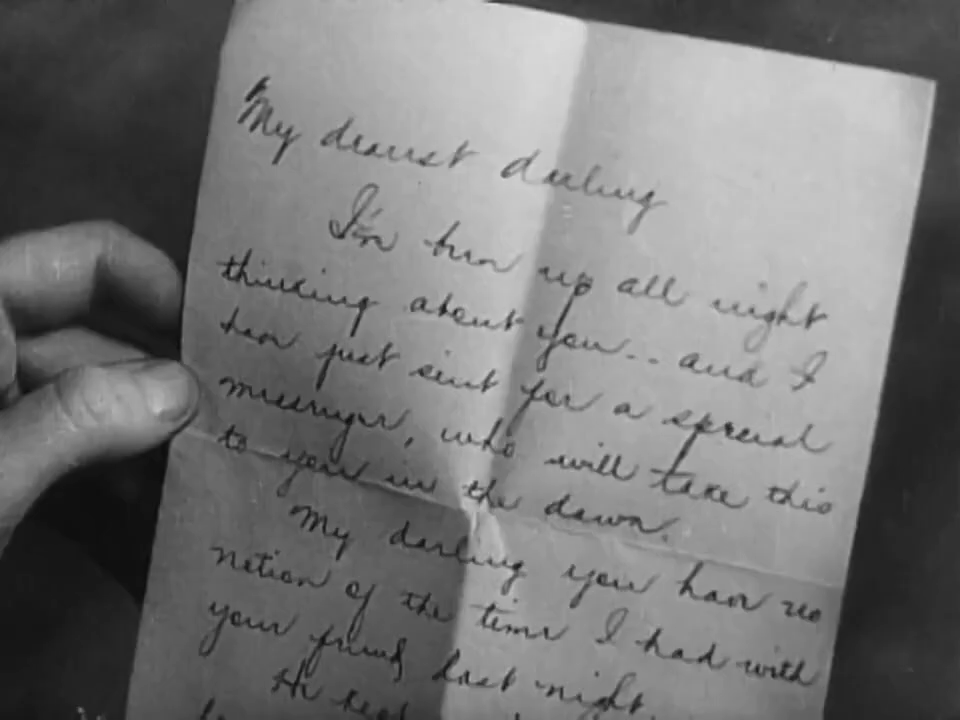 My dearest darling
I'm been up all night
thinking about you.. and I
have just sent for a special
messenger, who will take this
to you in the dawn.
My darling you have no
notion of the time I had with
your friend last night.
He kept